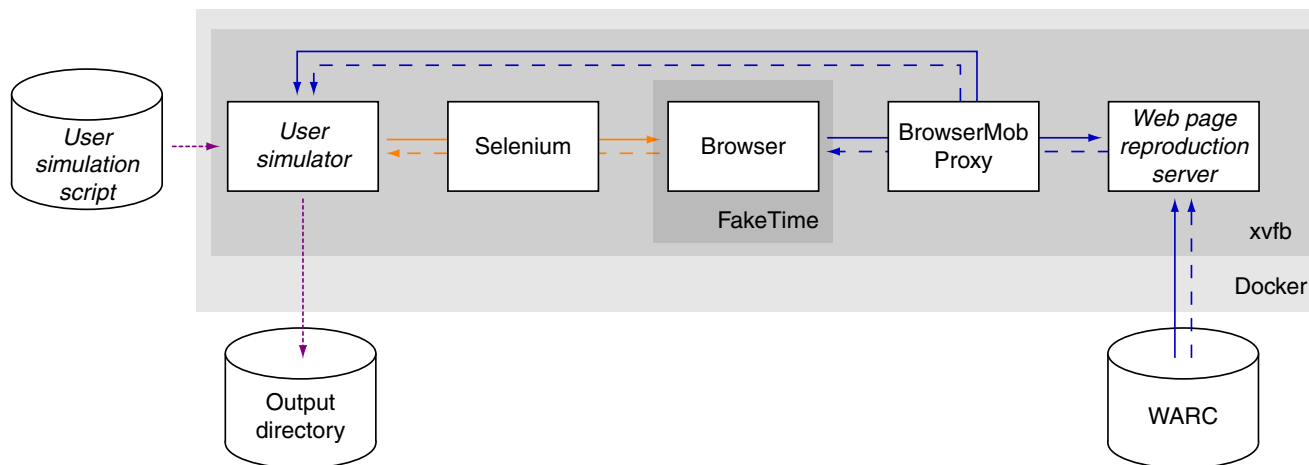 User
simulation
script
User
simulator
Selenium
Browser
BrowserMob
Proxy
Web page
reproduction
server
FakeTime
xvfb
Docker
Output
directory
WARC